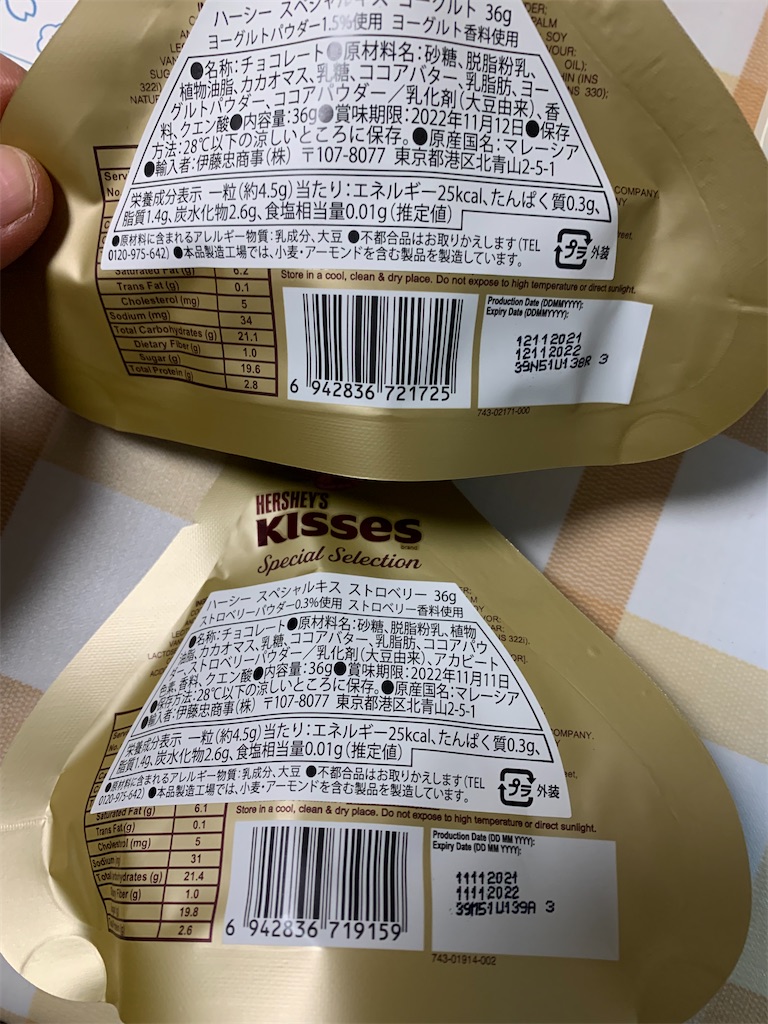 ハーシー スペシャルキス ヨーグルト 36g
ヨーグルトパウダー1.5%使用 ヨーグルト香料使用
●名称:チョコレート●原材料名:砂糖、脱脂粉乳、
植物油脂、カカオマス、乳糖、ココアバター、乳脂肪、ヨー
グルトパウダー、ココアパウダー/乳化剤(大豆由来)、香
料、クエン酸●内容量:36g●賞味期限:2022年11月12日●保存
方法:28℃以下の涼しいところに保存。●原産国名:マレーシア
●輸入者:伊藤忠商事(株) 〒107-8077 東京都港区北青山2-5-1
栄養成分表示 一粒(約4.5g)当たり:エネルギー25kcal、たんぱく質0.3g、
脂質1.4g、炭水化物2.6g、食塩相当量0.01g(推定値)
●原材料に含まれるアレルギー物質:乳成分、大豆 ●不都合品はお取りかえします(TEL
0120-975-642) ●本品製造工場では、小麦・アーモンドを含む製品を製造しています。
プラ 外装
Saturated Fat (g) 6.2
Trans Fat (g) 0.1
Cholesterol (mg) 5
Sodium (mg) 34
Total Carbohydrates (g) 21.1
Dietary Fiber (g) 1.0
Sugar (g) 19.6
Total Protein (g) 2.8
Store in a cool, clean & dry place. Do not expose to high temperature or direct sunlight.
6 942836 721725
Production Date (DDMMYYYY):
Expiry Date (DDMMYYYY):
12112021
12112022
39N51U138R 3
743-02171-000
HERSHEY'S
KISSES
brand
Special Selection
ハーシー スペシャルキス ストロベリー 36g
ストロベリーパウダー0.3%使用 ストロベリー香料使用
●名称:チョコレート●原材料名:砂糖、脱脂粉乳、植物
油脂、カカオマス、乳糖、ココアバター、乳脂肪、ココアパウ
ダー、ストロベリーパウダー/乳化剤(大豆由来)、アカビート
色素、香料、クエン酸●内容量:36g●賞味期限:2022年11月11日
●保存方法:28℃以下の涼しいところに保存。●原産国名:マレーシア
●輸入者:伊藤忠商事(株) 〒107-8077 東京都港区北青山2-5-1
栄養成分表示 一粒(約4.5g)当たり:エネルギー25kcal、たんぱく質0.3g、
脂質1.4g、炭水化物2.6g、食塩相当量0.01g(推定値)
●原材料に含まれるアレルギー物質:乳成分、大豆 ●不都合品はお取りかえします(TEL
0120-975-642) ●本品製造工場では、小麦・アーモンドを含む製品を製造しています。
プラ 外装
Saturated Fat (g) 6.1
Trans Fat (g) 0.1
Cholesterol (mg) 5
Sodium 31
(g) 21.4
Fiber (g) 1.0
19.8
2.6
Store in a cool, clean & dry place. Do not expose to high temperature or direct sunlight.
6 942836 719159
Production Date (DD MM YYYY):
Expiry Date (DD MM YYYY):
11112021
11112022
39M51U139A 3
743-01914-002